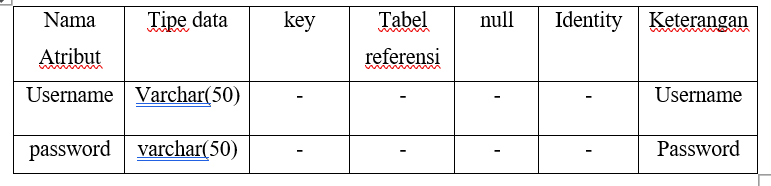 Nama Atribut Tipe data key Tabel referensi null Identity Keterangan
Username Varchar(50) - - - - Username
password varchar(50) - - - - Password